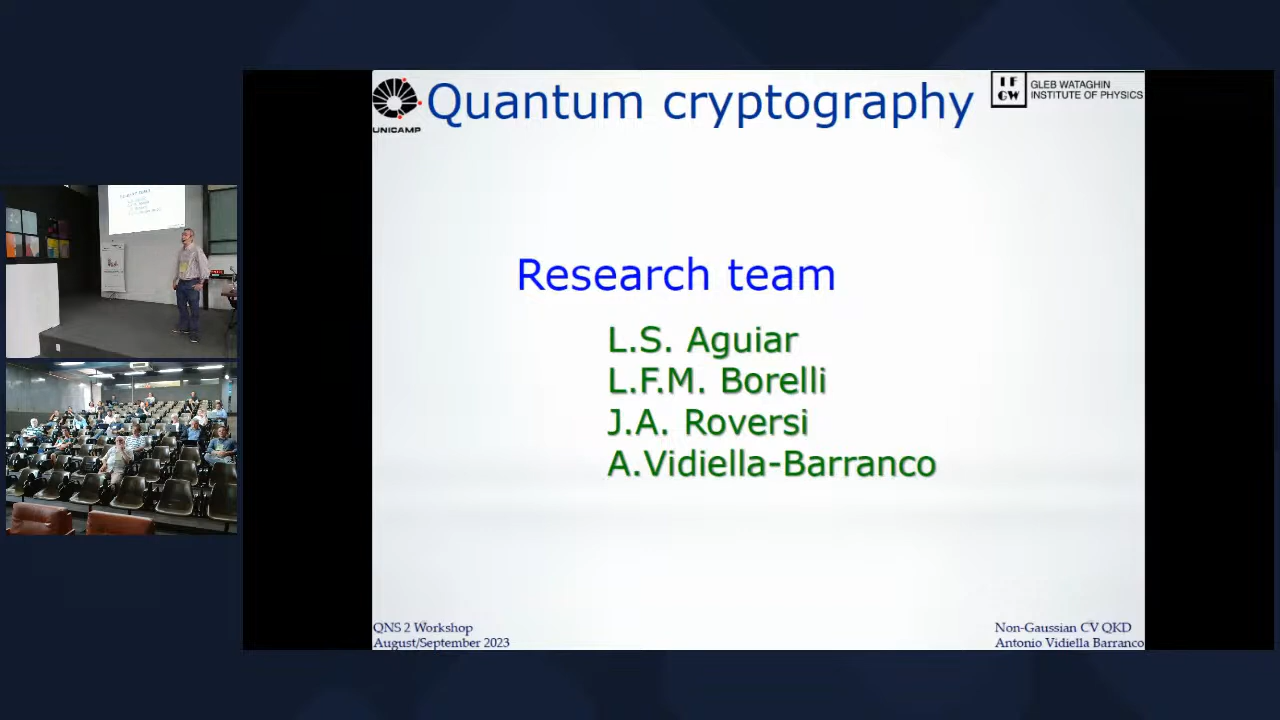 UNICAMP
Quantum cryptography
I F
GW
GLEB WATAGHIN
INSTITUTE OF PHYSICS
Research team
L.S. Aguiar
L.F.M. Borelli
J.A. Roversi
A.Vidiella-Barranco
QNS 2 Workshop
August/September 2023
Non-Gaussian CV QKD
Antonio Vidiella Barranco